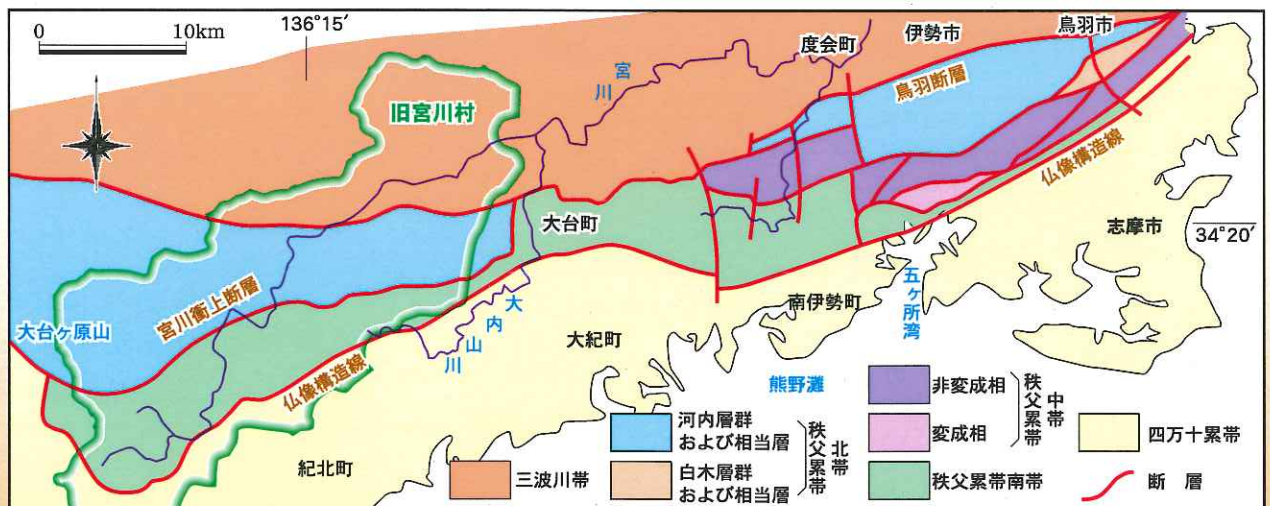 0 10km
136°15′
度会町
伊勢市
鳥羽市
宮川
鳥羽断層
旧宮川村
仏像構造線
大台町
志摩市
34°20′
宮川衝上断層
五ヶ所湾
大台ヶ原山
大内山川
南伊勢町
大紀町
仏像構造線
熊野灘
紀北町
三波川帯
河内層群
および相当層
白木層群
および相当層
秩父累帯
北帯
非変成相
変成相
秩父累帯
中帯
秩父累帯南帯
四万十累帯
断層